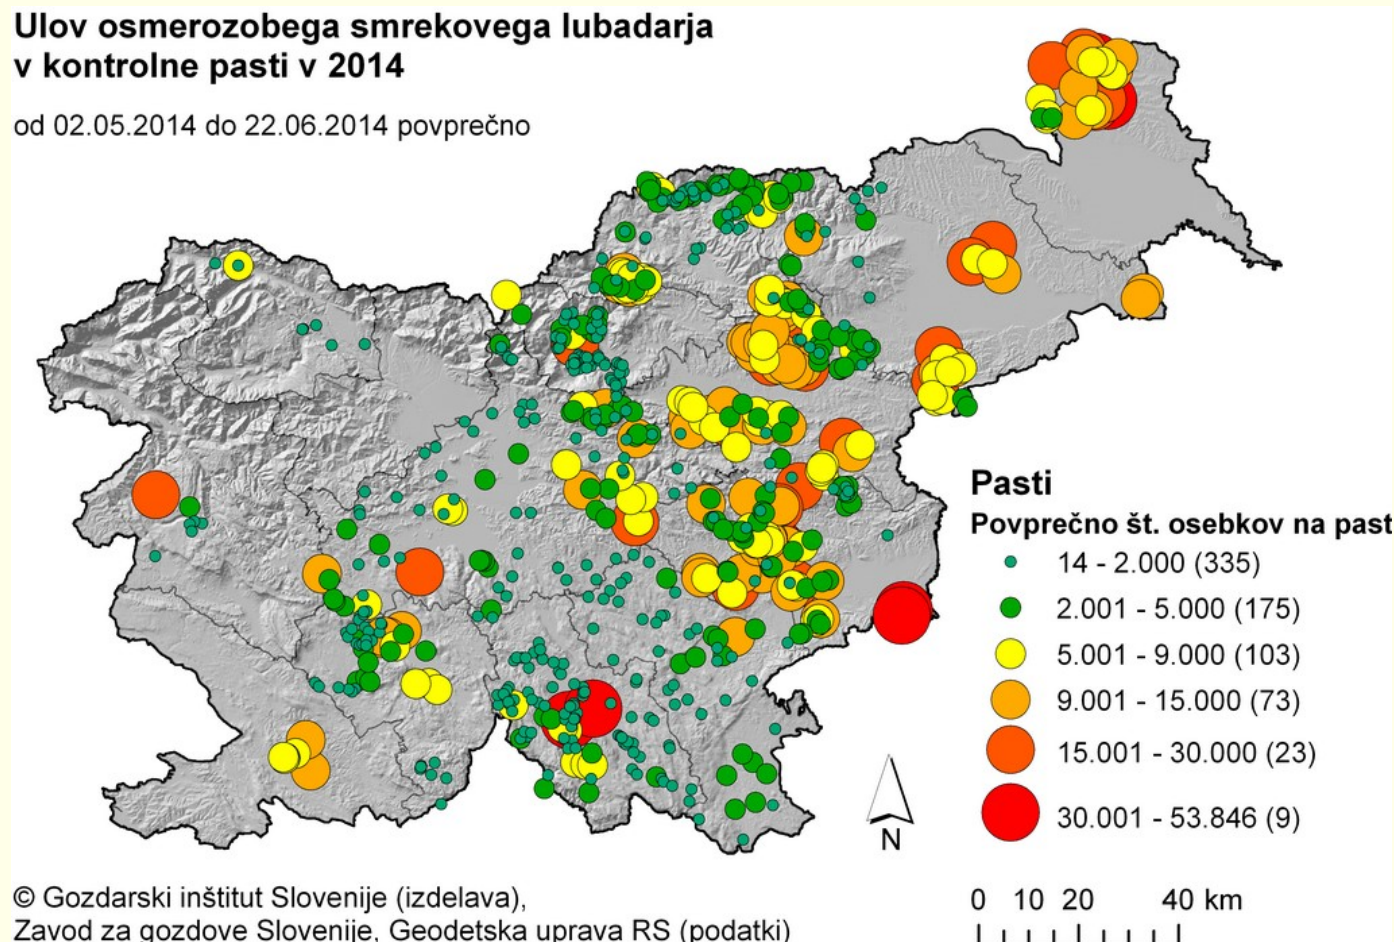 Ulov osmerozobega smrekovega lubadarja
v kontrolne pasti v 2014
od 02.05.2014 do 22.06.2014 povprečno
Pasti
Povprečno št. osebkov na past
14 - 2.000 (335)
2.001 - 5.000 (175)
5.001 - 9.000 (103)
9.001 - 15.000 (73)
15.001 - 30.000 (23)
30.001 - 53.846 (9)
N
© Gozdarski inštitut Slovenije (izdelava),
Zavod za gozdove Slovenije, Geodetska uprava RS (podatki)
0 10 20 40 km